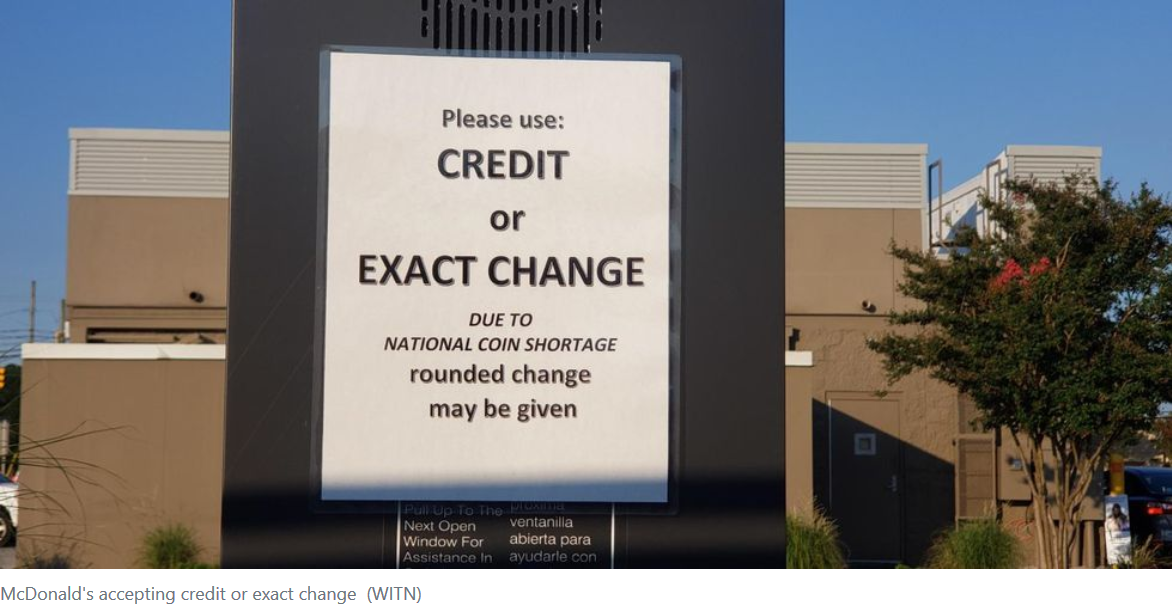 Please use:
CREDIT
or
EXACT CHANGE
DUE TO
NATIONAL COIN SHORTAGE
rounded change
may be given
Pull Up To The
Next Open
Window For
Assistance In
próxima
ventanilla
abierta para
ayudarle con
McDonald's accepting credit or exact change (WITN)